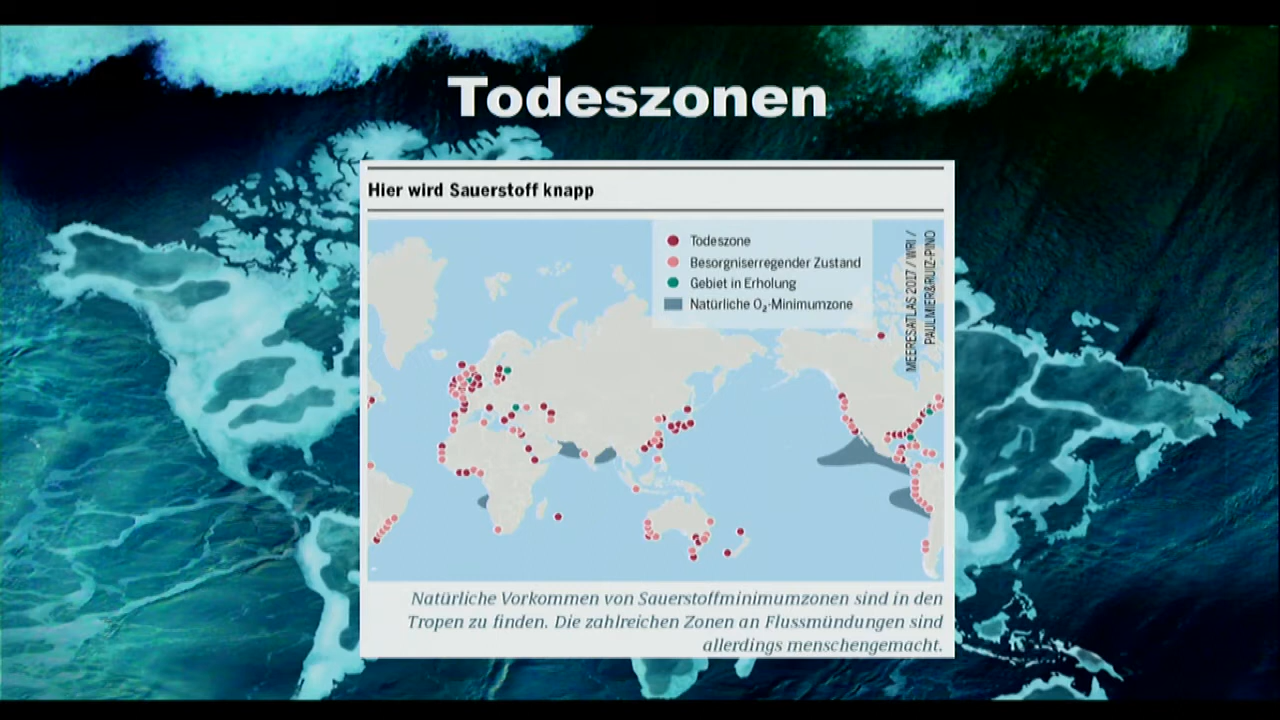 Todeszonen
Hier wird Sauerstoff knapp
Todeszone
Besorgniserregender Zustand
Gebiet in Erholung
Natürliche O₂-Minimumzone
MEERESATLAS 2017 / WRI /
PAULMIER&RUIZ-PINO
Natürliche Vorkommen von Sauerstoffminimumzonen sind in den
Tropen zu finden. Die zahlreichen Zonen an Flussmündungen sind
allerdings menschengemacht.